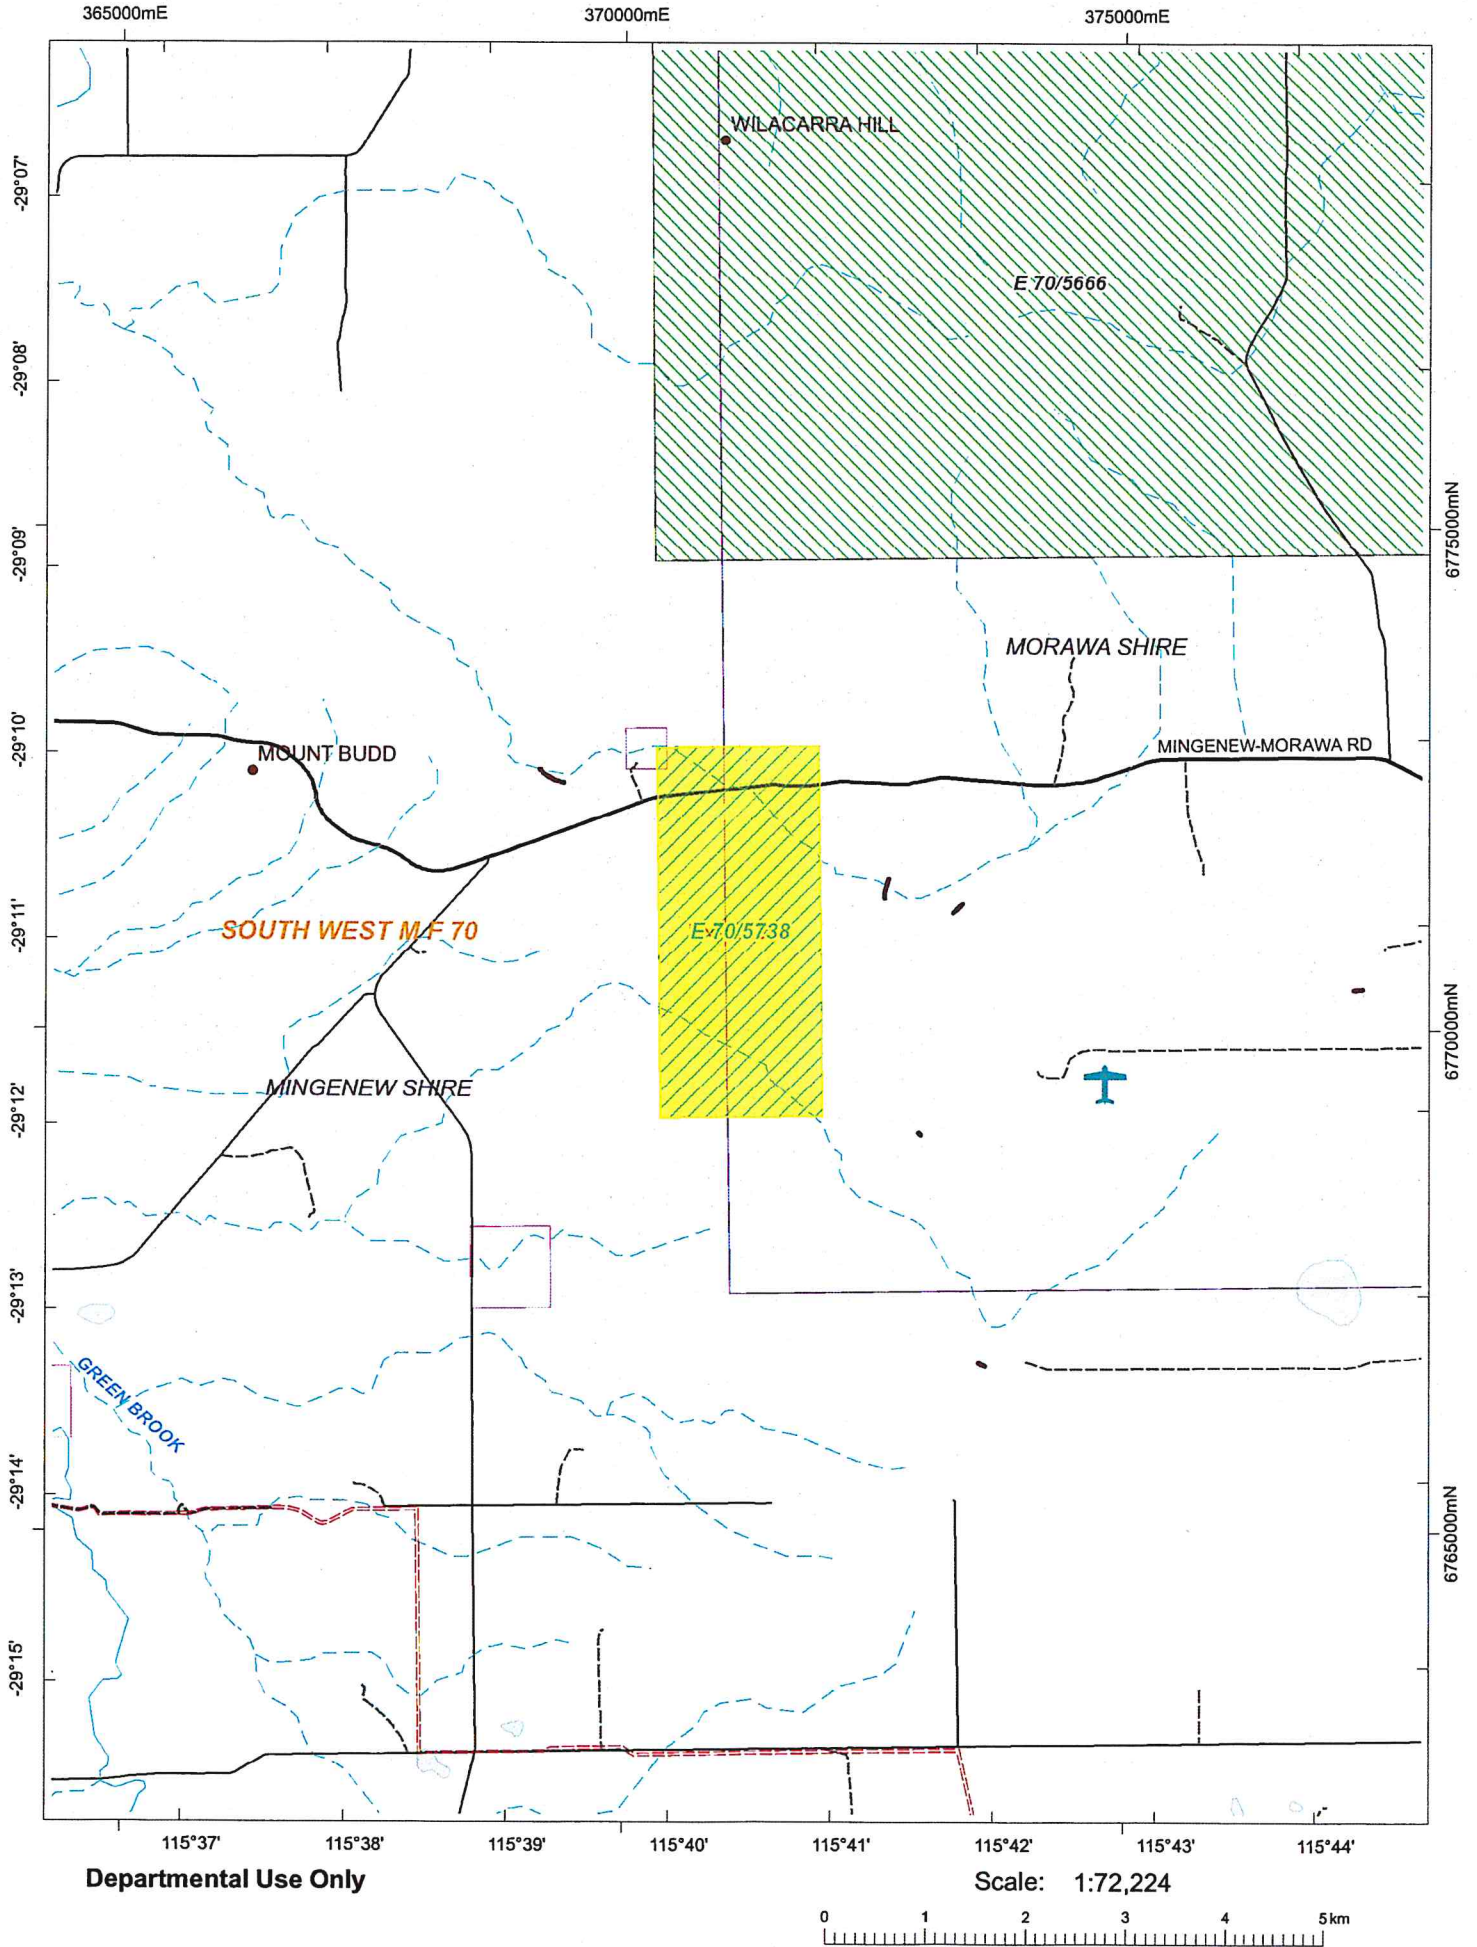 365000mE
370000mE
375000mE
WILACARRA HILL
-29°07'
E 70/5666
-29°08'
6775000mN
-29°09'
MORAWA SHIRE
-29°10'
MINGENEW-MORAWA RD
MOUNT BUDD
SOUTH WEST M.F 70
E 70/5738
-29°11'
6770000mN
MINGENEW SHIRE
-29°12'
-29°13'
GREEN BROOK
-29°14'
6765000mN
-29°15'
115°37'
115°38'
115°39'
115°40'
115°41'
115°42'
115°43'
115°44'
Departmental Use Only
Scale: 1:72,224
0 1 2 3 4 5km